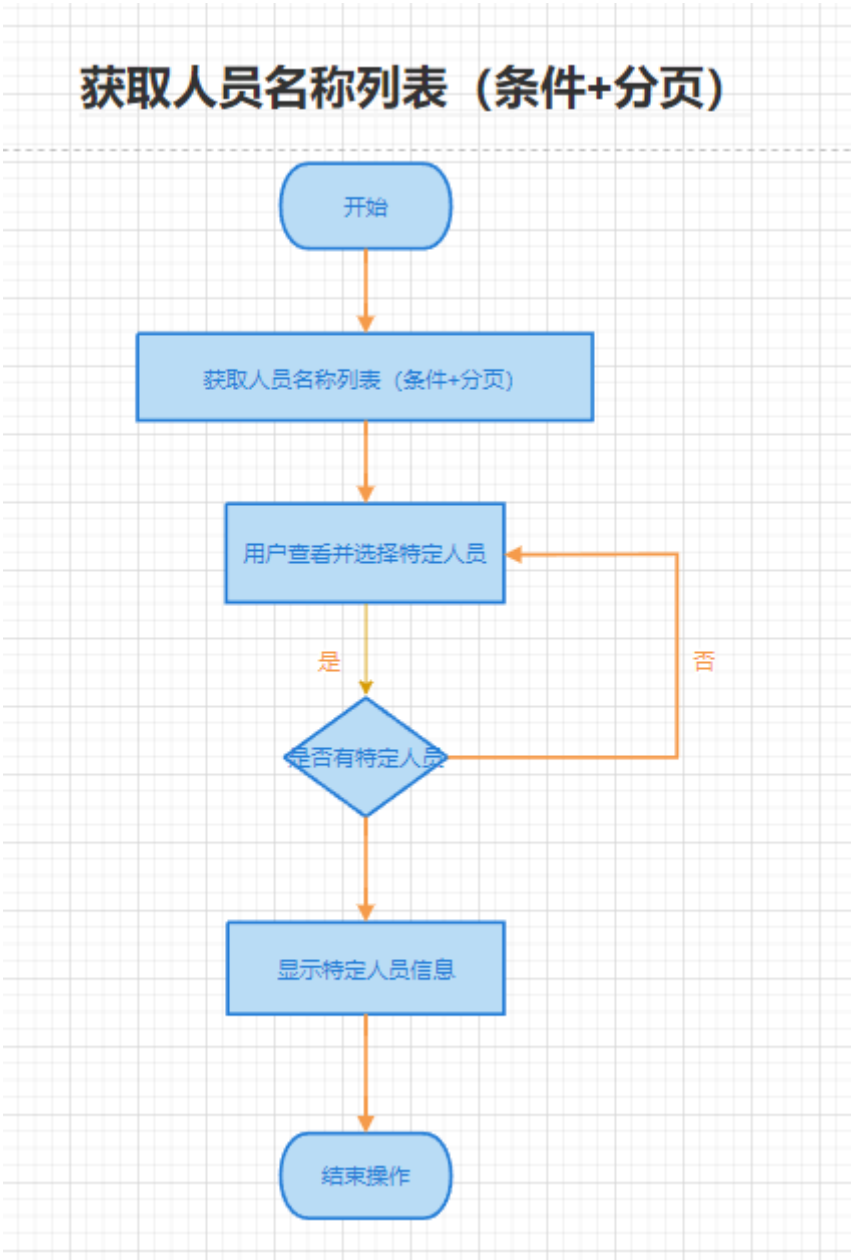 获取人员名称列表（条件+分页）
开始
获取人员名称列表（条件+分页）
用户查看并选择特定人员
是
否
是否有特定人员
显示特定人员信息
结束操作